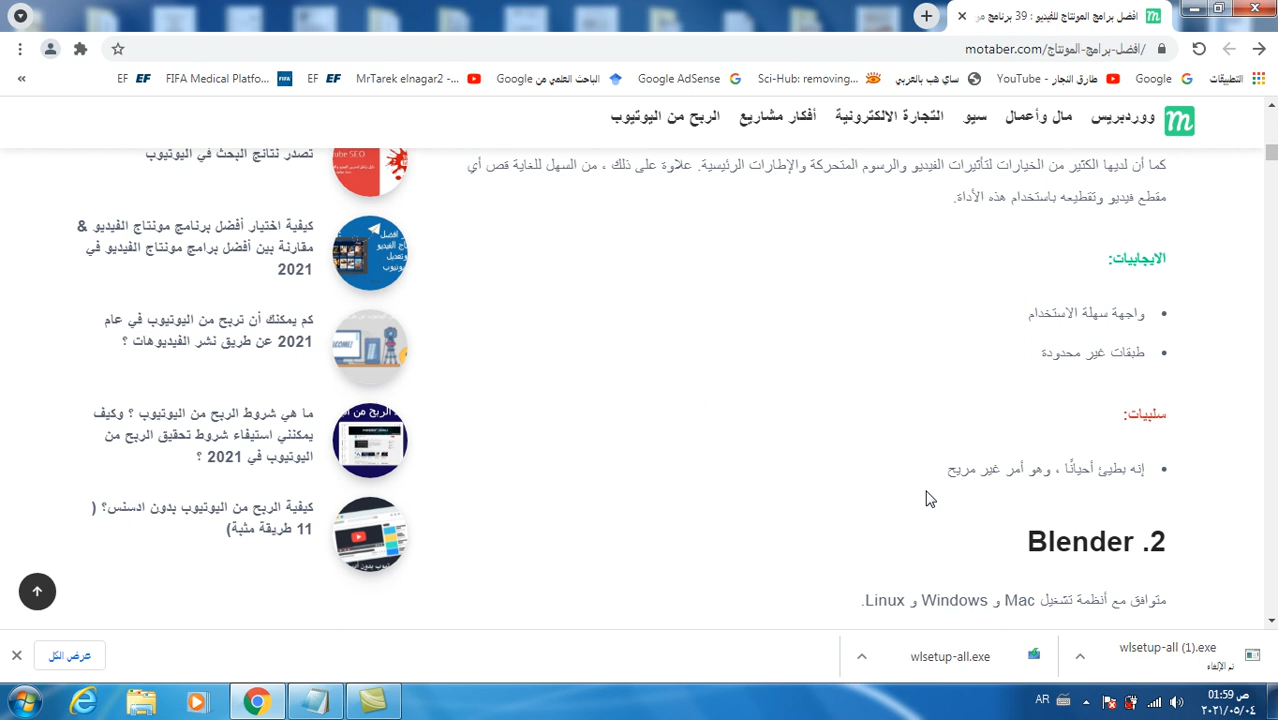 افضل برامج المونتاج للفيديو : 39 برنامج مو
motaber.com/افضل-برامج-المونتاج/
التطبيقات
Google
طارق النجار - YouTube
ساي هب بالعربي
Sci-Hub: removing...
Google AdSense
الباحث العلمي من Google
MrTarek elnagar2 -...
EF
FIFA Medical Platfo...
EF
»
ووردبريس
مال وأعمال
سيو
التجارة الالكترونية
أفكار مشاريع
الربح من اليوتيوب
كما أن لديها الكثير من الخيارات لتأثيرات الفيديو والرسوم المتحركة والإطارات الرئيسية. علاوة على ذلك ، من السهل للغاية قص أي
مقطع فيديو وتقطيعه باستخدام هذه الأداة.
الايجابيات:
واجهة سهلة الاستخدام
طبقات غير محدودة
سلبيات:
إنه بطيئ أحيانًا ، وهو أمر غير مريح
2. Blender
متوافق مع أنظمة تشغيل Mac و Windows و Linux.
تصدر نتائج البحث في اليوتيوب
كيفية اختيار أفضل برنامج مونتاج الفيديو &
مقارنة بين أفضل برامج مونتاج الفيديو في
2021
كم يمكنك أن تربح من اليوتيوب في عام
2021 عن طريق نشر الفيديوهات ؟
ما هي شروط الربح من اليوتيوب ؟ وكيف
يمكنني استيفاء شروط تحقيق الربح من
اليوتيوب في 2021 ؟
كيفية الربح من اليوتيوب بدون ادسنس؟ (
11 طريقة مثبة)
wlsetup-all (1).exe
تم الإلغاء
wlsetup-all.exe
عرض الكل
AR
01:59 ص
٢٠٢١/٠٥/٠٤